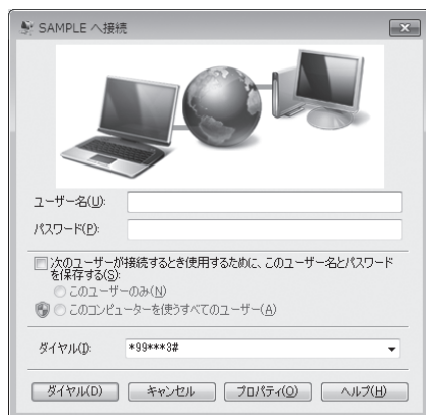 SAMPLE へ接続
ユーザー名(U):
パスワード(P):
次のユーザーが接続するとき使用するために、このユーザー名とパスワード
を保存する(S):
このユーザーのみ(N)
このコンピューターを使うすべてのユーザー(A)
ダイヤル(I): *99***3#
ダイヤル(D) キャンセル プロパティ(O) ヘルプ(H)